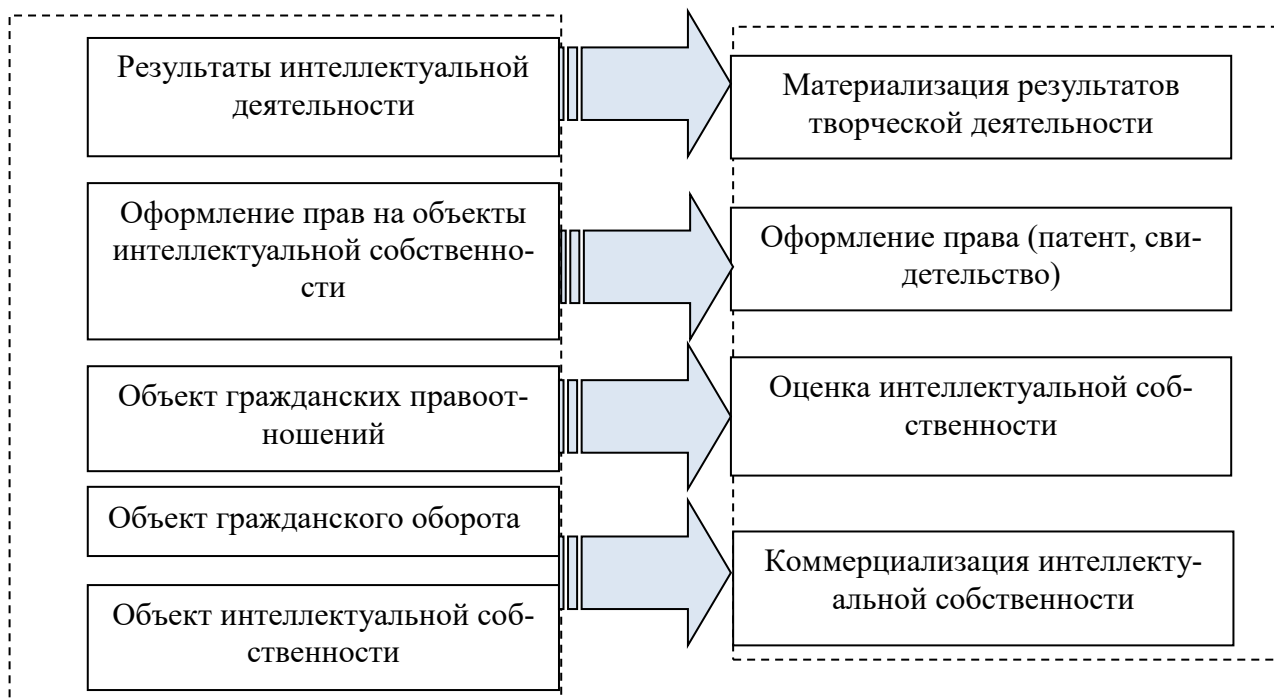 Результаты интеллектуальной
деятельности
Материализация результатов
творческой деятельности
Оформление прав на объекты
интеллектуальной собственно-
сти
Оформление права (патент, сви-
детельство)
Объект гражданских правоот-
ношений
Оценка интеллектуальной соб-
ственности
Объект гражданского оборота
Объект интеллектуальной соб-
ственности
Коммерциализация интеллекту-
альной собственности